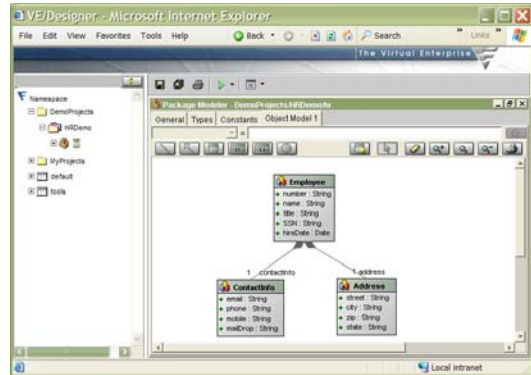 VE/Designer - Microsoft Internet Explorer
File Edit View Favorites Tools Help Back Search Links
The Virtual Enterprise
Namespace
DemoProjects
HRDemo
MyProjects
default
tools
Package Modeler - DemoProjects.HRDemo.hr
General Types Constants Object Model 1
=
Employee
number : String
name : String
title : String
SSN : String
hireDate : Date
1 contactInfo
1 address
ContactInfo
email : String
phone : String
mobile : String
mailDrop : String
Address
street : String
city : String
zip : String
state : String
Local intranet